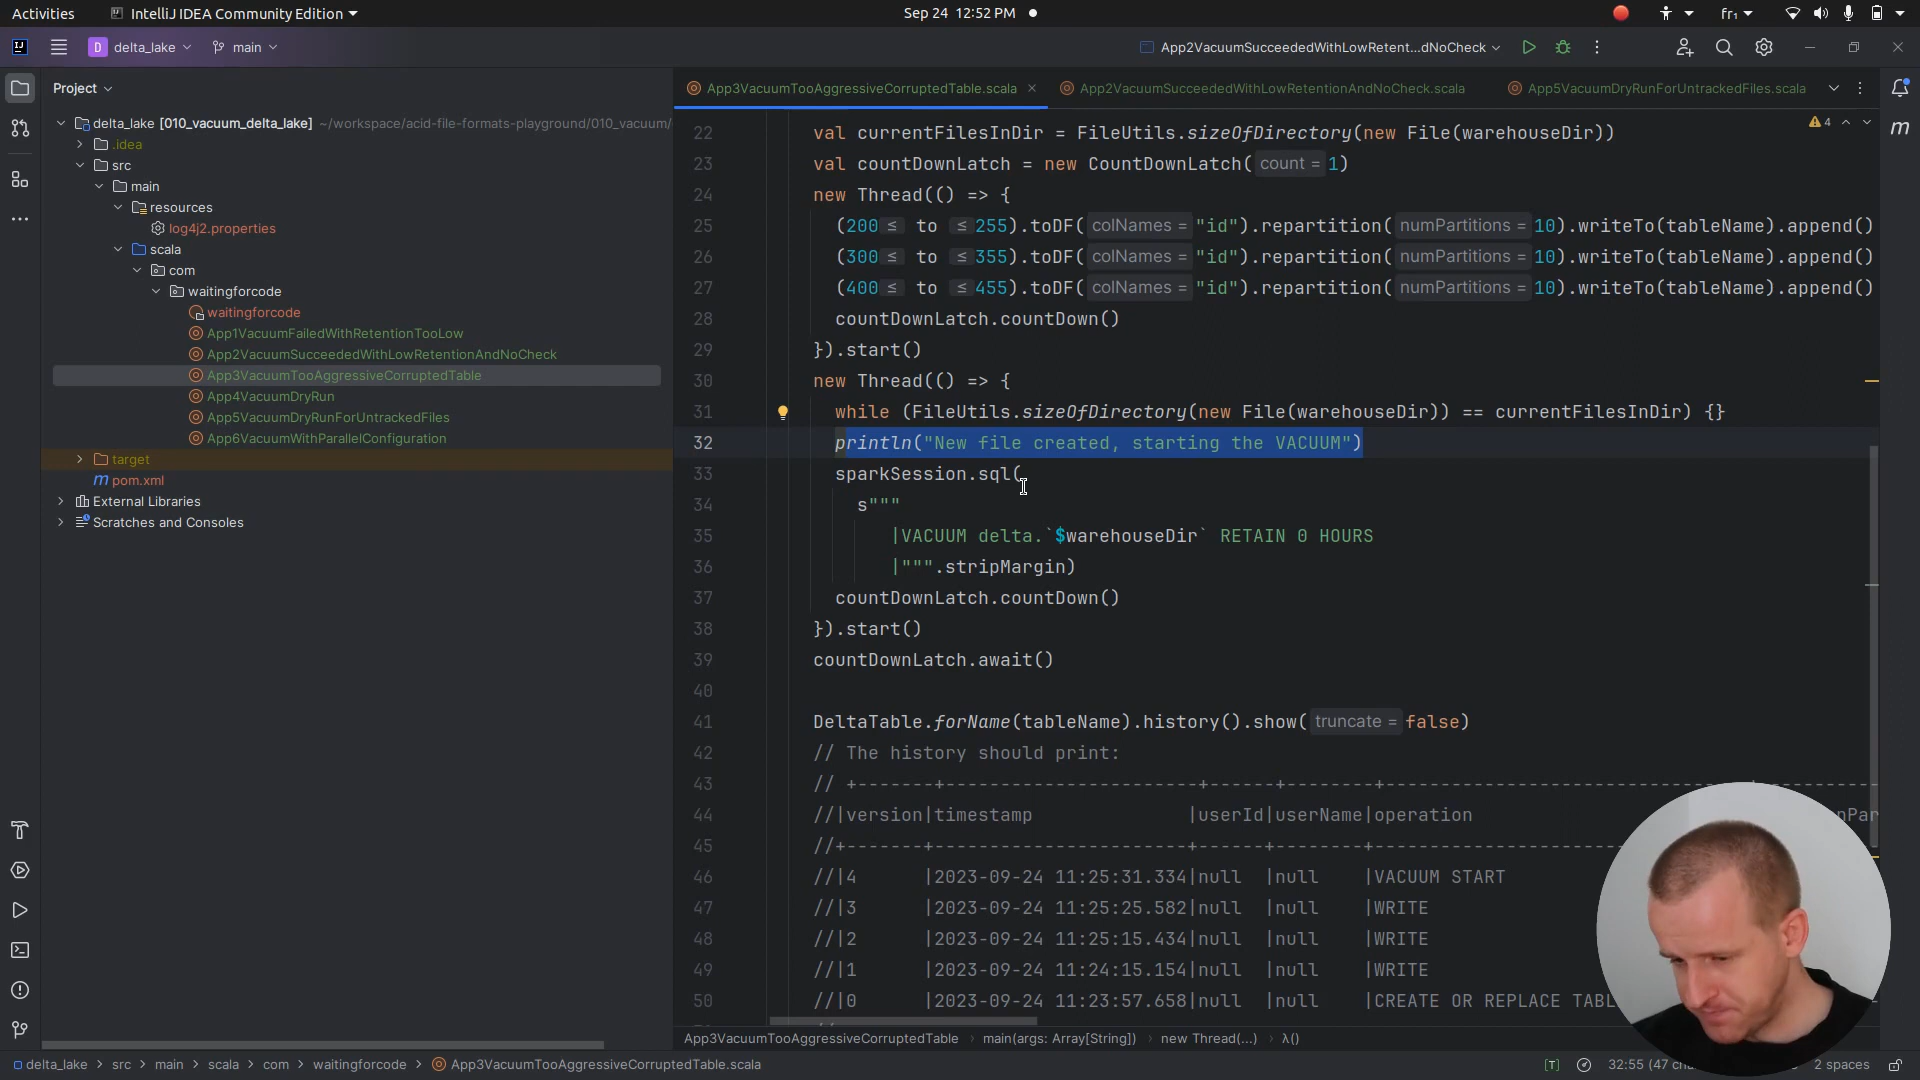 Activities
IntelliJ IDEA Community Edition
Sep 24 12:52 PM
fr₁
D delta_lake
main
App2VacuumSucceededWithLowRetent...dNoCheck
Project
App3VacuumTooAggressiveCorruptedTable.scala
App2VacuumSucceededWithLowRetentionAndNoCheck.scala
App5VacuumDryRunForUntrackedFiles.scala
delta_lake [010_vacuum_delta_lake] ~/workspace/acid-file-formats-playground/010_vacuum/
.idea
src
main
resources
log4j2.properties
scala
com
waitingforcode
waitingforcode
App1VacuumFailedWithRetentionTooLow
App2VacuumSucceededWithLowRetentionAndNoCheck
App3VacuumTooAggressiveCorruptedTable
App4VacuumDryRun
App5VacuumDryRunForUntrackedFiles
App6VacuumWithParallelConfiguration
target
m pom.xml
External Libraries
Scratches and Consoles
4
22 val currentFilesInDir = FileUtils.sizeOfDirectory(new File(warehouseDir))
23 val countDownLatch = new CountDownLatch( count = 1)
24 new Thread(() => {
25 (200 ≤ to ≤ 255).toDF( colNames = "id").repartition( numPartitions = 10).writeTo(tableName).append()
26 (300 ≤ to ≤ 355).toDF( colNames = "id").repartition( numPartitions = 10).writeTo(tableName).append()
27 (400 ≤ to ≤ 455).toDF( colNames = "id").repartition( numPartitions = 10).writeTo(tableName).append()
28 countDownLatch.countDown()
29 }).start()
30 new Thread(() => {
31 while (FileUtils.sizeOfDirectory(new File(warehouseDir)) == currentFilesInDir) {}
32 println("New file created, starting the VACUUM")
33 sparkSession.sql(
34 s"""
35 |VACUUM delta.`$warehouseDir` RETAIN 0 HOURS
36 |""".stripMargin)
37 countDownLatch.countDown()
38 }).start()
39 countDownLatch.await()
40
41 DeltaTable.forName(tableName).history().show( truncate = false)
42 // The history should print:
43 // +-------+-----------------------+------+--------+----------------------------------+
44 //|version|timestamp |userId|userName|operation
45 //+-------+-----------------------+------+--------+----------------------
46 //|4 |2023-09-24 11:25:31.334|null |null |VACUUM START
47 //|3 |2023-09-24 11:25:25.582|null |null |WRITE
48 //|2 |2023-09-24 11:25:15.434|null |null |WRITE
49 //|1 |2023-09-24 11:24:15.154|null |null |WRITE
50 //|0 |2023-09-24 11:23:57.658|null |null |CREATE OR REPLACE TABL
App3VacuumTooAggressiveCorruptedTable
main(args: Array[String])
new Thread(...)
λ()
delta_lake
src
main
scala
com
waitingforcode
App3VacuumTooAggressiveCorruptedTable.scala
32:55 (47 ch
2 spaces